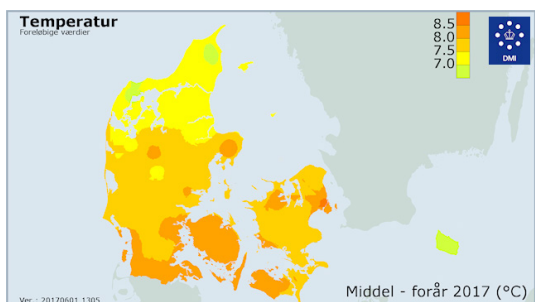 Temperatur
Foreløbige værdier
8.5
8.0
7.5
7.0
DMI
Middel - forår 2017 (°C)
Ver.: 20170601 1305